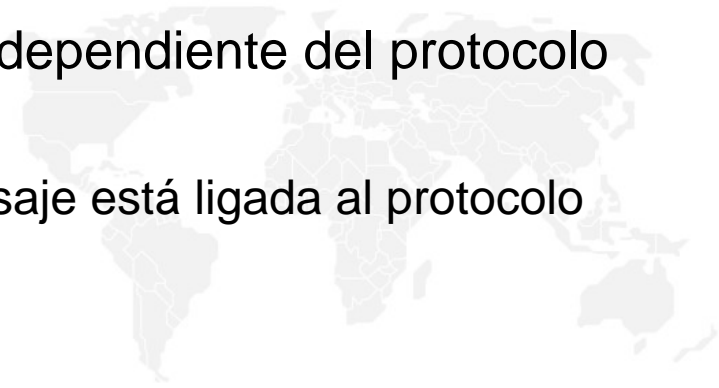 dependiente del protocolo
saje está ligada al protocolo